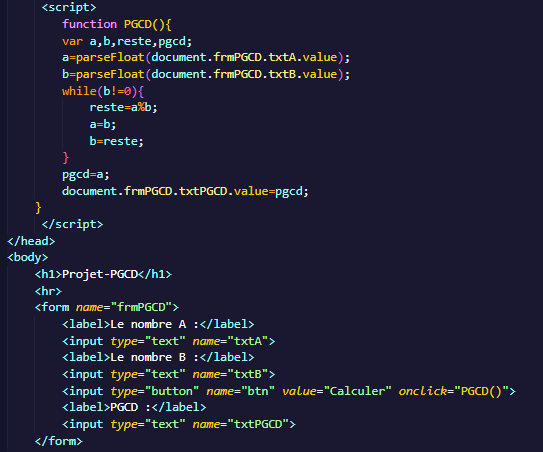 <script>
function PGCD(){
var a,b,reste,pgcd;
a=parseFloat(document.frmPGCD.txtA.value);
b=parseFloat(document.frmPGCD.txtB.value);
while(b!=0){
reste=a%b;
a=b;
b=reste;
}
pgcd=a;
document.frmPGCD.txtPGCD.value=pgcd;
}
</script>
</head>
<body>
<h1>Projet-PGCD</h1>
<hr>
<form name="frmPGCD">
<label>Le nombre A :</label>
<input type="text" name="txtA">
<label>Le nombre B :</label>
<input type="text" name="txtB">
<input type="button" name="btn" value="Calculer" onclick="PGCD()">
<label>PGCD :</label>
<input type="text" name="txtPGCD">
</form>